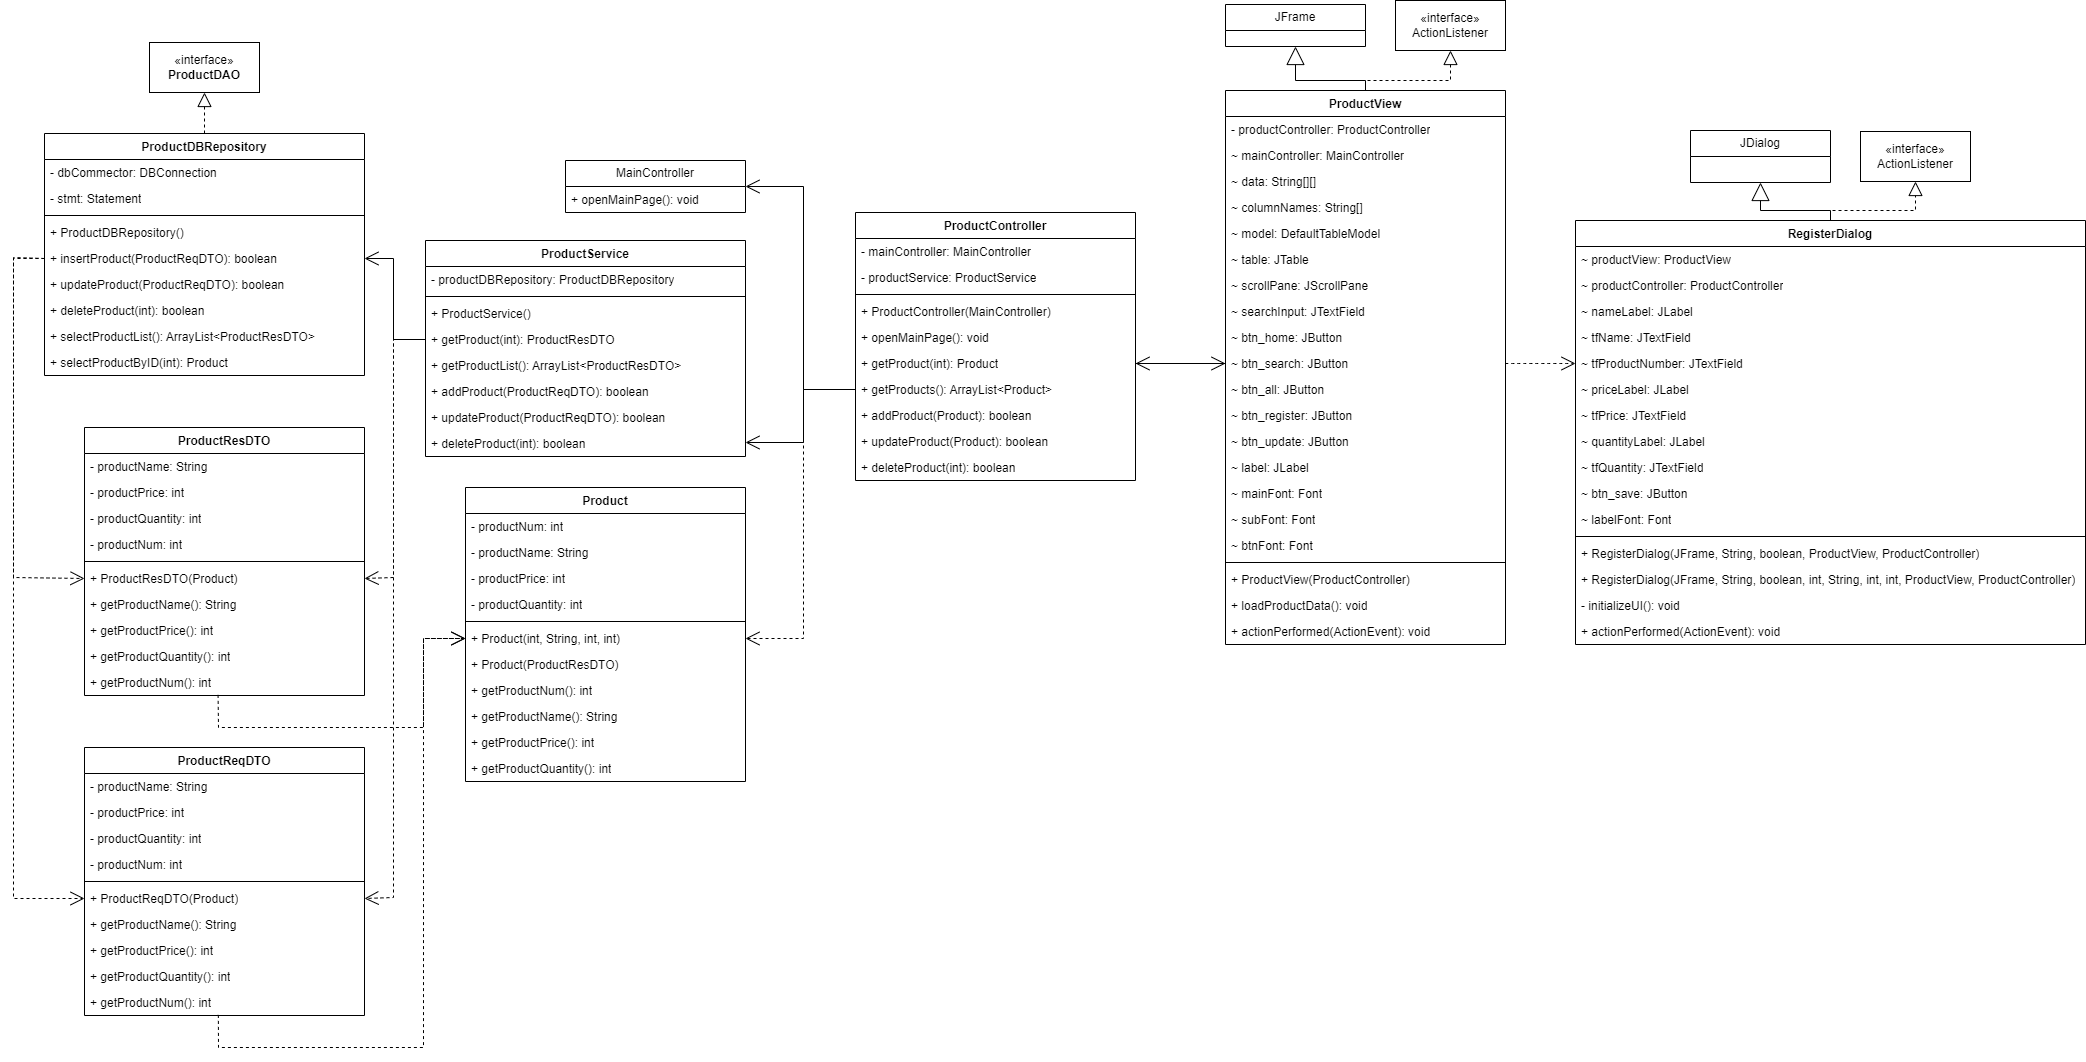 «interface»
ProductDAO
ProductDBRepository
- dbCommector: DBConnection
- stmt: Statement
+ ProductDBRepository()
+ insertProduct(ProductReqDTO): boolean
+ updateProduct(ProductReqDTO): boolean
+ deleteProduct(int): boolean
+ selectProductList(): ArrayList<ProductResDTO>
+ selectProductByID(int): Product
ProductResDTO
- productName: String
- productPrice: int
- productQuantity: int
- productNum: int
+ ProductResDTO(Product)
+ getProductName(): String
+ getProductPrice(): int
+ getProductQuantity(): int
+ getProductNum(): int
ProductReqDTO
- productName: String
- productPrice: int
- productQuantity: int
- productNum: int
+ ProductReqDTO(Product)
+ getProductName(): String
+ getProductPrice(): int
+ getProductQuantity(): int
+ getProductNum(): int
MainController
+ openMainPage(): void
ProductService
- productDBRepository: ProductDBRepository
+ ProductService()
+ getProduct(int): ProductResDTO
+ getProductList(): ArrayList<ProductResDTO>
+ addProduct(ProductReqDTO): boolean
+ updateProduct(ProductReqDTO): boolean
+ deleteProduct(int): boolean
Product
- productNum: int
- productName: String
- productPrice: int
- productQuantity: int
+ Product(int, String, int, int)
+ Product(ProductResDTO)
+ getProductNum(): int
+ getProductName(): String
+ getProductPrice(): int
+ getProductQuantity(): int
ProductController
- mainController: MainController
- productService: ProductService
+ ProductController(MainController)
+ openMainPage(): void
+ getProduct(int): Product
+ getProducts(): ArrayList<Product>
+ addProduct(Product): boolean
+ updateProduct(Product): boolean
+ deleteProduct(int): boolean
JFrame
«interface»
ActionListener
ProductView
- productController: ProductController
~ mainController: MainController
~ data: String[][]
~ columnNames: String[]
~ model: DefaultTableModel
~ table: JTable
~ scrollPane: JScrollPane
~ searchInput: JTextField
~ btn_home: JButton
~ btn_search: JButton
~ btn_all: JButton
~ btn_register: JButton
~ btn_update: JButton
~ label: JLabel
~ mainFont: Font
~ subFont: Font
~ btnFont: Font
+ ProductView(ProductController)
+ loadProductData(): void
+ actionPerformed(ActionEvent): void
JDialog
«interface»
ActionListener
RegisterDialog
~ productView: ProductView
~ productController: ProductController
~ nameLabel: JLabel
~ tfName: JTextField
~ tfProductNumber: JTextField
~ priceLabel: JLabel
~ tfPrice: JTextField
~ quantityLabel: JLabel
~ tfQuantity: JTextField
~ btn_save: JButton
~ labelFont: Font
+ RegisterDialog(JFrame, String, boolean, ProductView, ProductController)
+ RegisterDialog(JFrame, String, boolean, int, String, int, int, ProductView, ProductController)
- initializeUI(): void
+ actionPerformed(ActionEvent): void